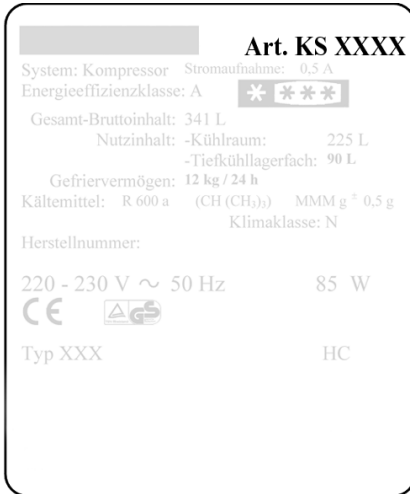 Art. KS XXXX
System: Kompressor Stromaufnahme: 0,5 A
Energieeffizienzklasse: A
Gesamt-Bruttoinhalt: 341 L
Nutzinhalt: -Kühlraum: 225 L
-Tiefkühllagerfach: 90 L
Gefriervermögen: 12 kg / 24 h
Kältemittel: R 600 a (CH (CH₃)₃) MMM g ≙ 0,5 g
Klimaklasse: N
Herstellnummer:
220 - 230 V ~ 50 Hz 85 W
CE GS
Typ XXX HC